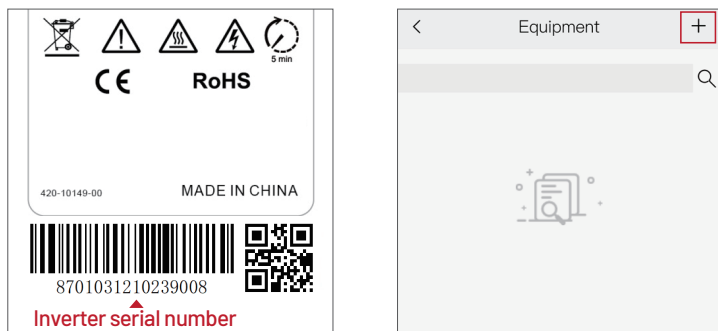 5 min
CE
RoHS
420-10149-00
MADE IN CHINA
8701031210239008
Inverter serial number
Equipment